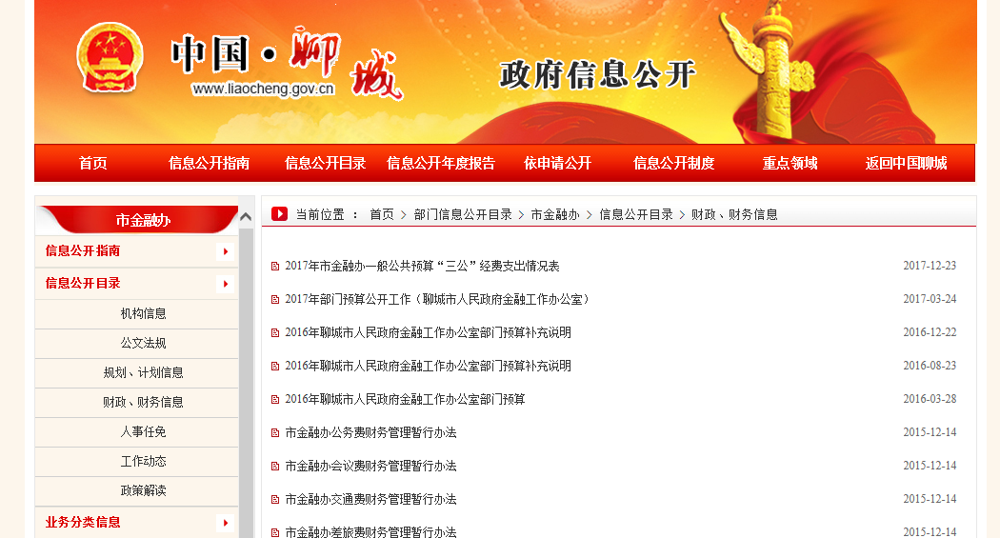 中国·聊城
www.liaocheng.gov.cn
政府信息公开
首页 信息公开指南 信息公开目录 信息公开年度报告 依申请公开 信息公开制度 重点领域 返回中国聊城
市金融办
信息公开指南
信息公开目录
机构信息
公文法规
规划、计划信息
财政、财务信息
人事任免
工作动态
政策解读
业务分类信息
当前位置 ： 首页 > 部门信息公开目录 > 市金融办 > 信息公开目录 > 财政、财务信息
2017年市金融办一般公共预算“三公”经费支出情况表 2017-12-23
2017年部门预算公开工作（聊城市人民政府金融工作办公室） 2017-03-24
2016年聊城市人民政府金融工作办公室部门预算补充说明 2016-12-22
2016年聊城市人民政府金融工作办公室部门预算补充说明 2016-08-23
2016年聊城市人民政府金融工作办公室部门预算 2016-03-28
市金融办公务费财务管理暂行办法 2015-12-14
市金融办会议费财务管理暂行办法 2015-12-14
市金融办交通费财务管理暂行办法 2015-12-14
市金融办差旅费财务管理暂行办法 2015-12-14